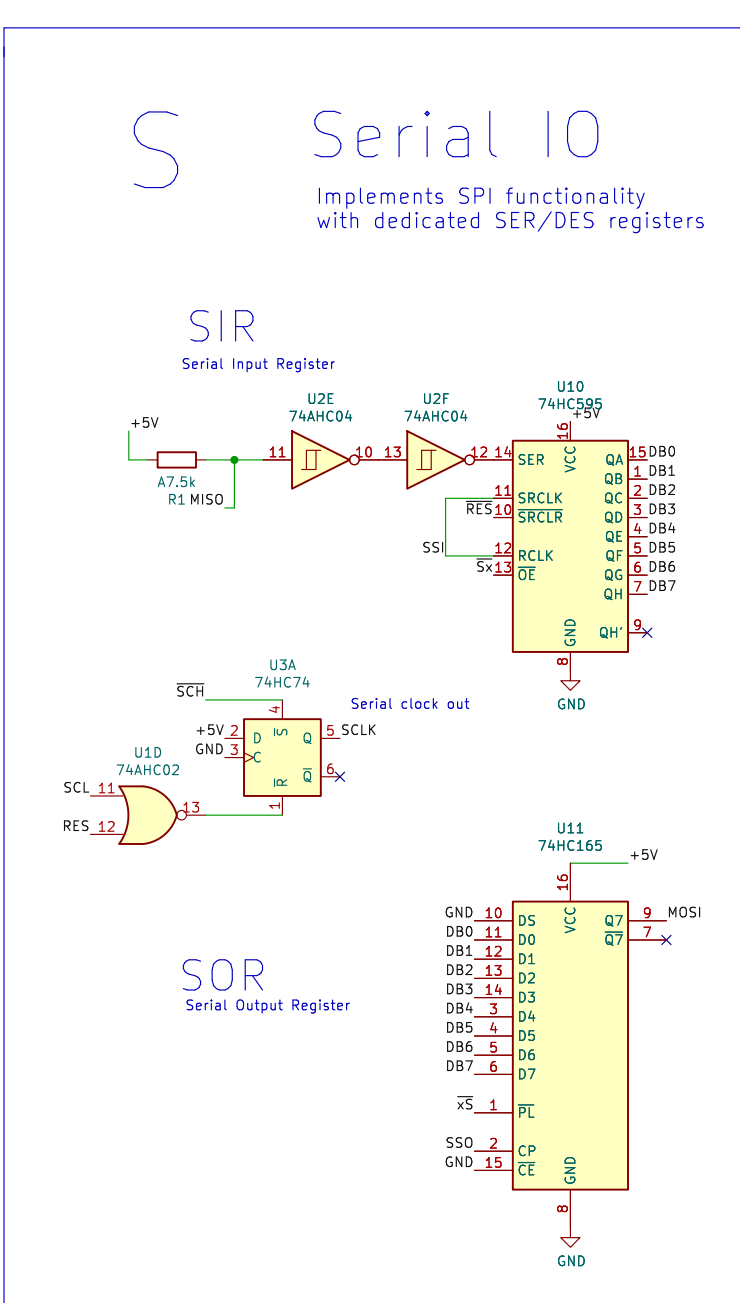 S Serial IO
Implements SPI functionality
with dedicated SER/DES registers
SIR
Serial Input Register
+5V
A7.5k
R1 MISO
U2E
74AHC04
11 10
U2F
74AHC04
13 12
U10
74HC595
+5V
16
VCC
14 SER QA 15 DB0
QB 1 DB1
11 SRCLK QC 2 DB2
RES 10 SRCLR QD 3 DB3
QE 4 DB4
SSI 12 RCLK QF 5 DB5
Sx 13 OE QG 6 DB6
QH 7 DB7
QH' 9
GND
8
GND
U3A
74HC74
SCH
4
Serial clock out
+5V 2 D S Q 5 SCLK
GND 3 C
R Q 6
1
U1D
74AHC02
SCL 11
13
RES 12
U11
74HC165
+5V
16
VCC
GND 10 DS Q7 9 MOSI
DB0 11 D0 Q7 7
DB1 12 D1
DB2 13 D2
DB3 14 D3
DB4 3 D4
DB5 4 D5
DB6 5 D6
DB7 6 D7
xS 1 PL
SSO 2 CP
GND 15 CE
GND
8
GND
SOR
Serial Output Register